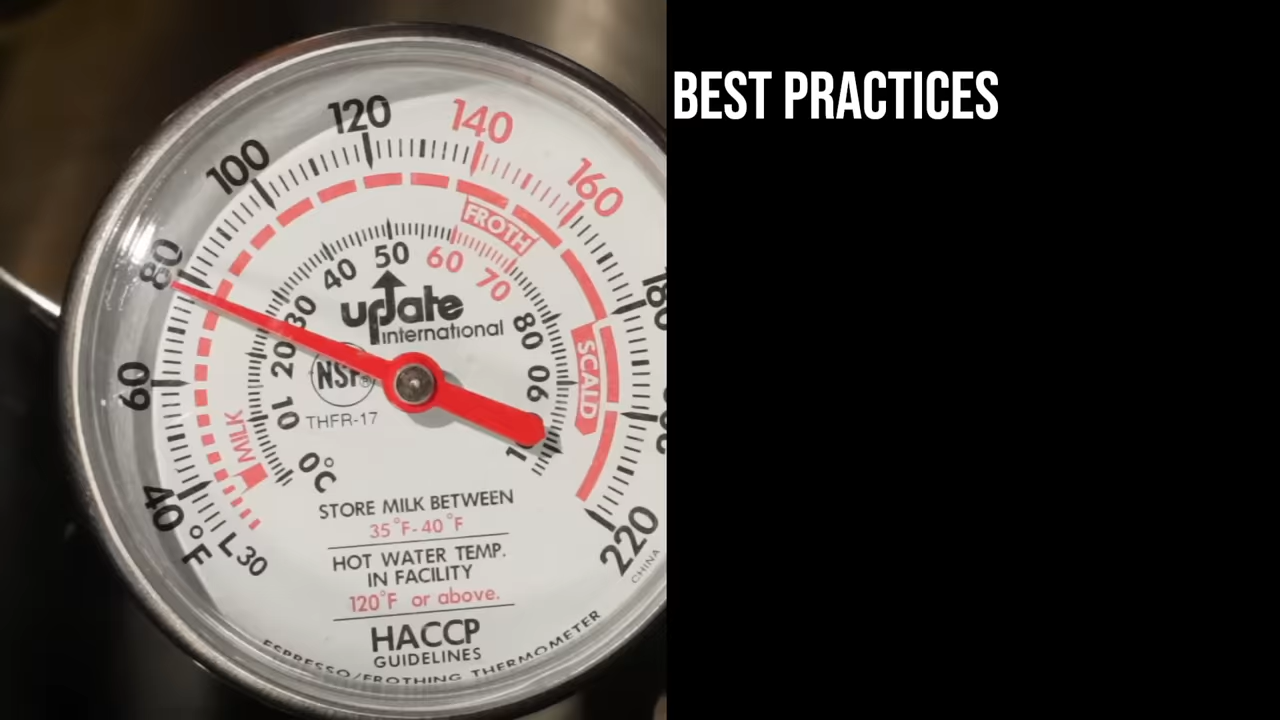 BEST PRACTICES
120
140
100
160
80
180
60
40 °F
L 30
220
CHINA
FROTH
SCALD
MILK
50
40
60
30
70
20
80
10
90
0°C
update
international
NSF®
THFR-17
STORE MILK BETWEEN
35°F-40°F
HOT WATER TEMP.
IN FACILITY
120°F or above.
HACCP
GUIDELINES
ESPRESSO/FROTHING THERMOMETER